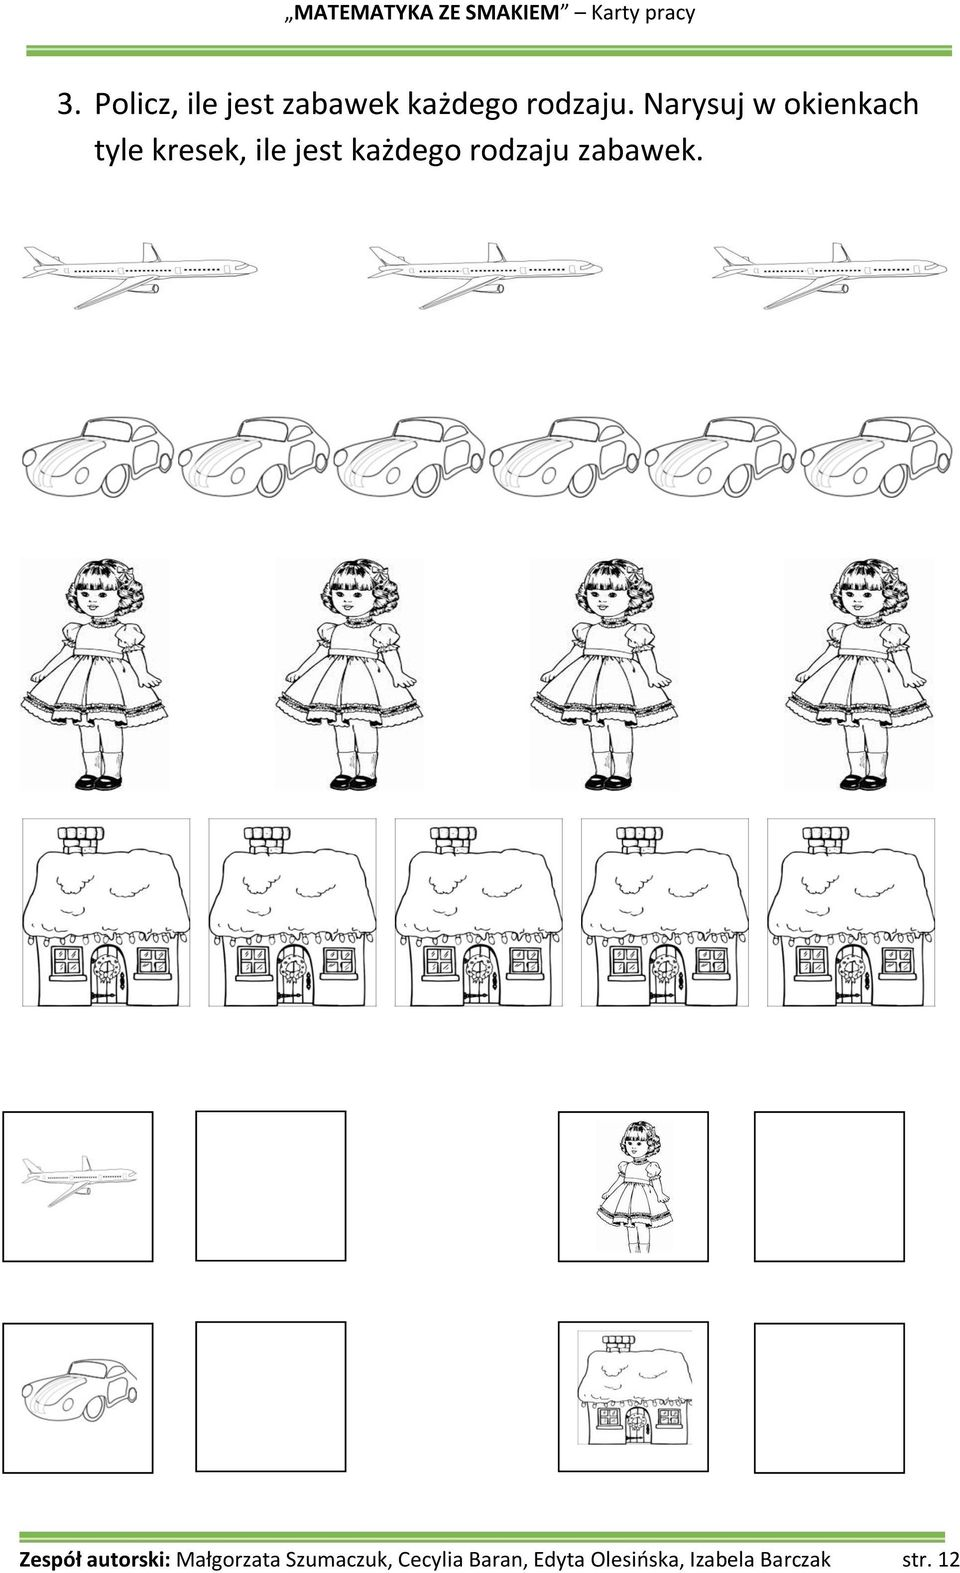 „ MATEMATYKA ZE SMAKIEM” – Karty pracy
3. Policz, ile jest zabawek każdego rodzaju. Narysuj w okienkach
tyle kresek, ile jest każdego rodzaju zabawek.
Zespół autorski: Małgorzata Szumaczuk, Cecylia Baran, Edyta Olesińska, Izabela Barczak str. 12